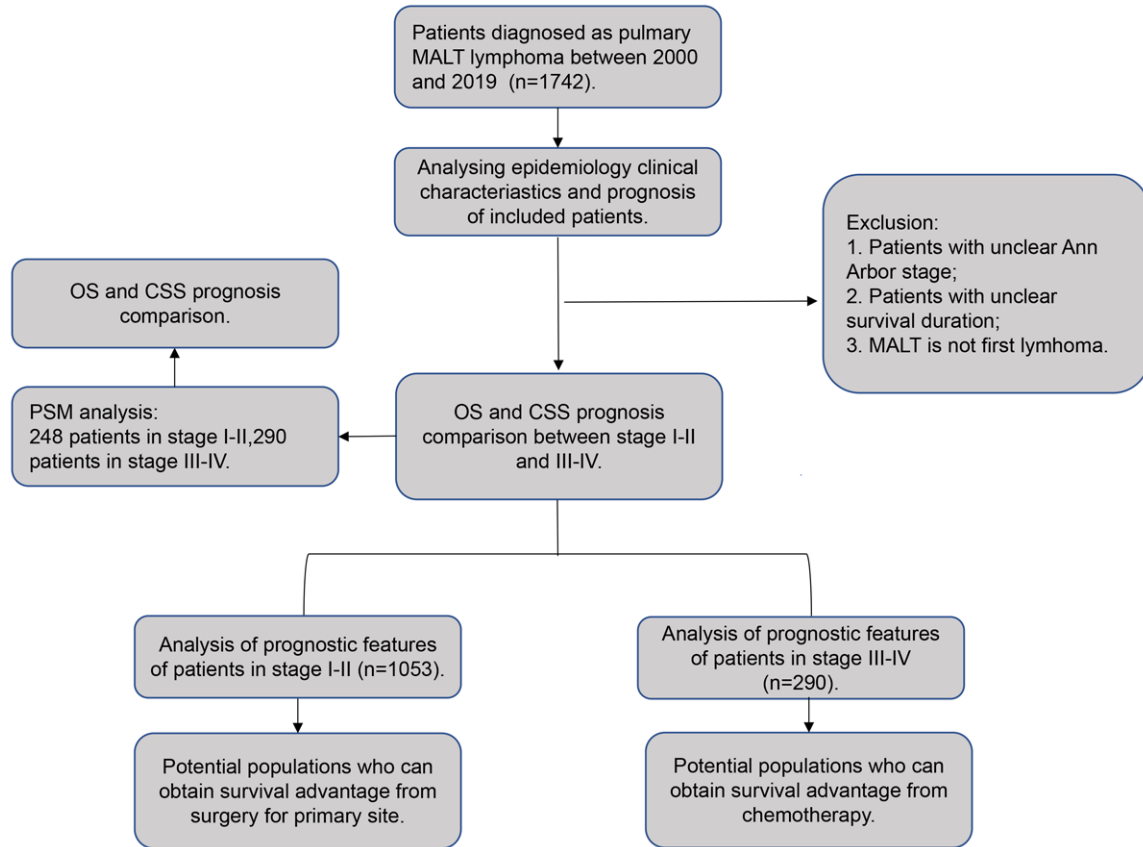 Patients diagnosed as pulmary
MALT lymphoma between 2000
and 2019 (n=1742).
Analysing epidemiology clinical
characteriastics and prognosis
of included patients.
Exclusion:
1. Patients with unclear Ann
Arbor stage;
2. Patients with unclear
survival duration;
3. MALT is not first lymhoma.
OS and CSS prognosis
comparison.
PSM analysis:
248 patients in stage I-II,290
patients in stage III-IV.
OS and CSS prognosis
comparison between stage I-II
and III-IV.
Analysis of prognostic features
of patients in stage I-II (n=1053).
Analysis of prognostic features
of patients in stage III-IV
(n=290).
Potential populations who can
obtain survival advantage from
surgery for primary site.
Potential populations who can
obtain survival advantage from
chemotherapy.